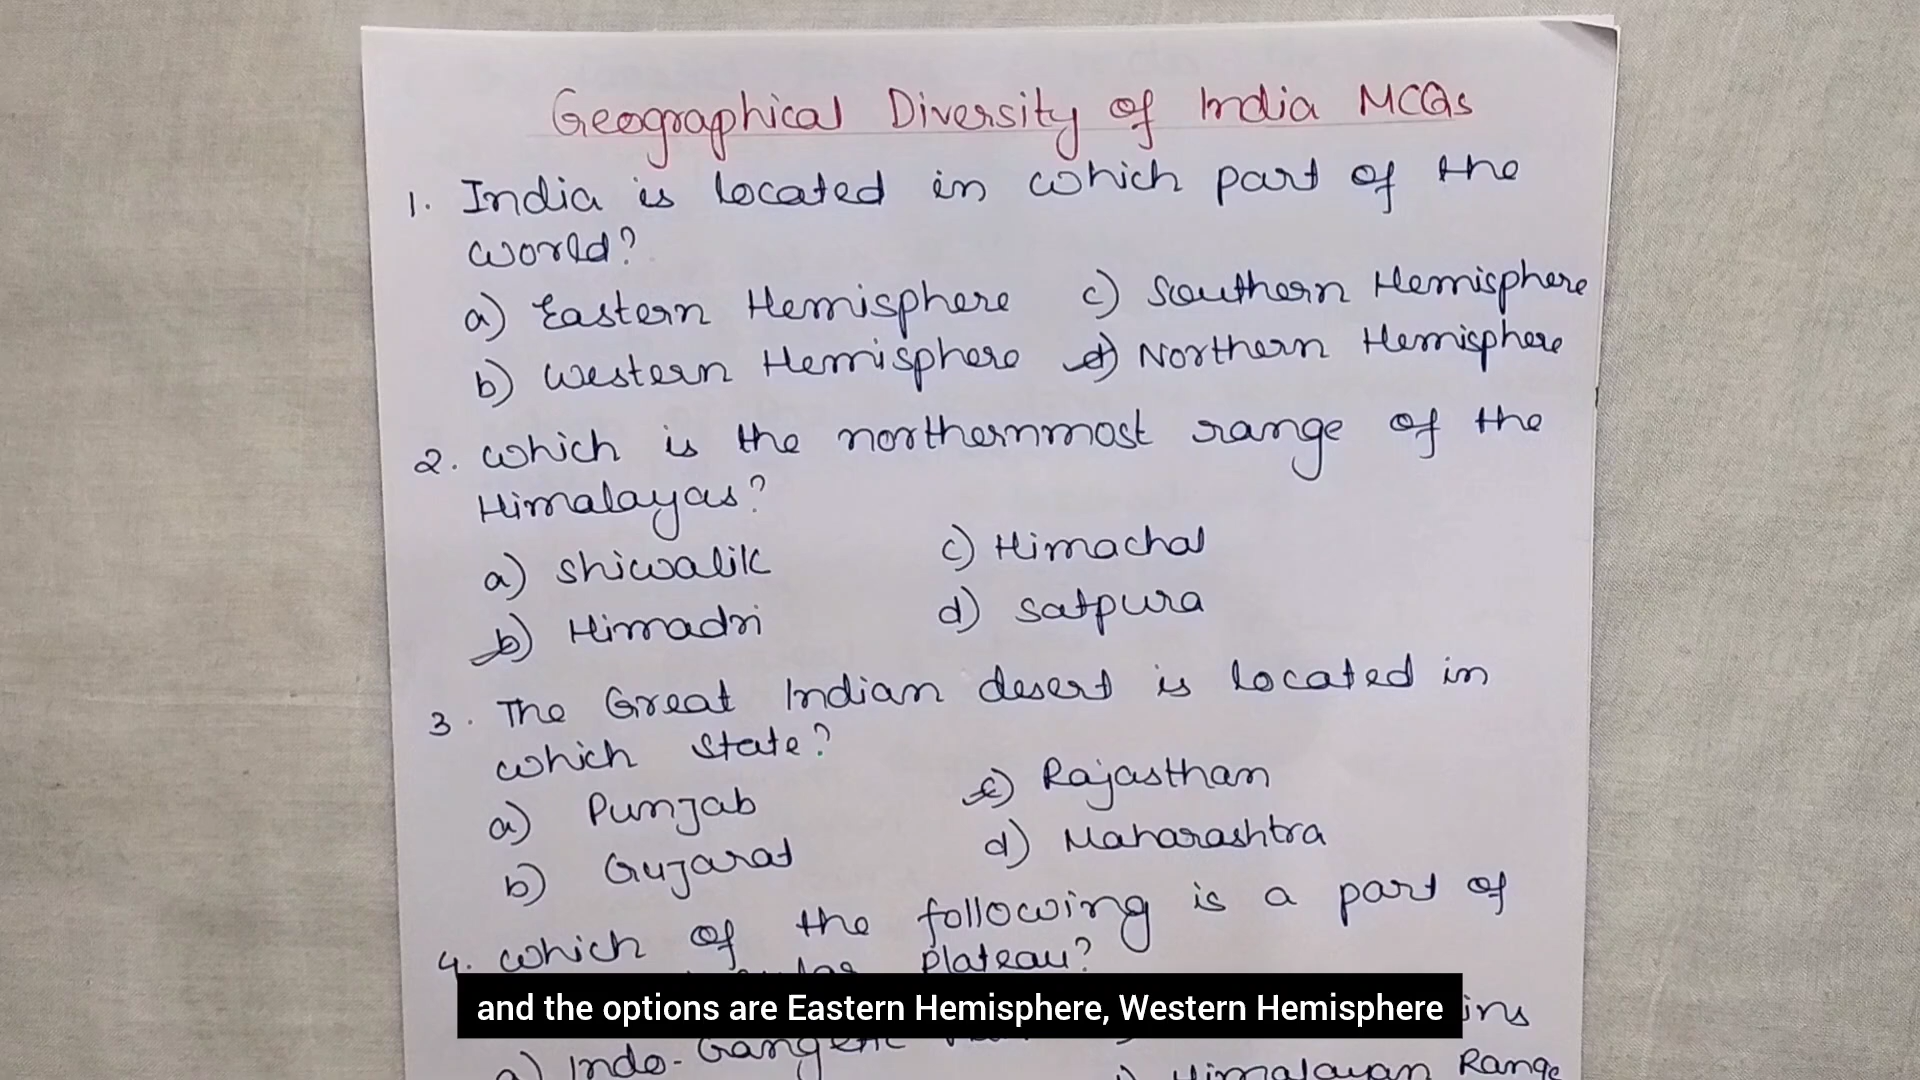 Geographical Diversity of India MCQs
1. India is located in which part of the
world?
a) Eastern Hemisphere c) Southern Hemisphere
b) Western Hemisphere d) Northern Hemisphere
2. Which is the northernmost range of the
Himalayas?
a) Shiwalik c) Himachal
b) Himadri d) Satpura
3. The Great Indian desert is located in
which state?
a) Punjab c) Rajasthan
b) Gujarat d) Maharashtra
4. Which of the following is a part of
plateau?
and the options are Eastern Hemisphere, Western Hemisphere
a) Indo-Gangetic
Himalayan Range